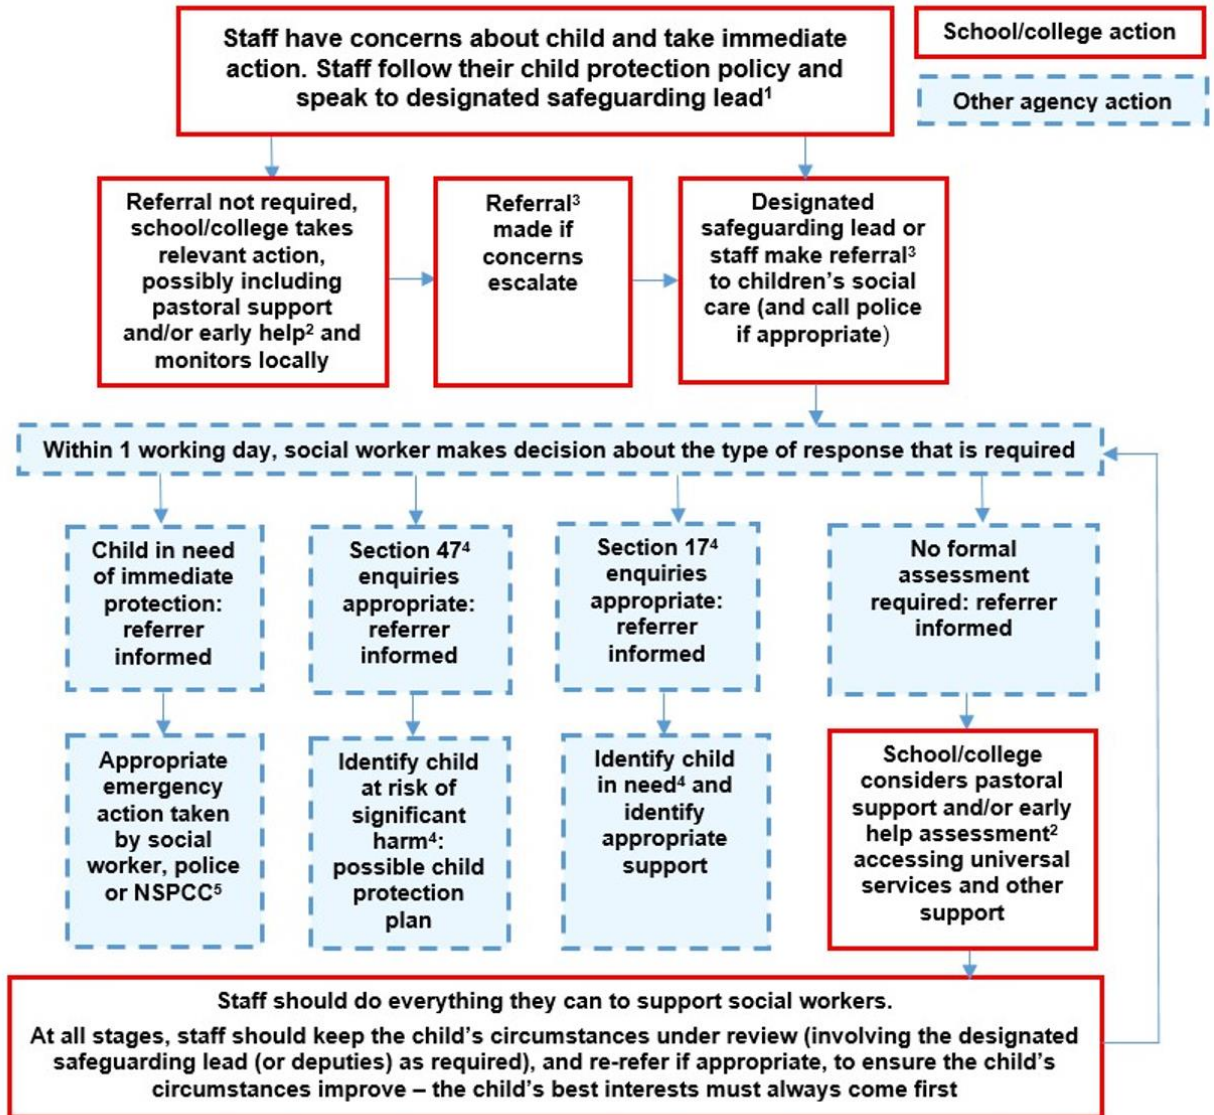 Staff have concerns about child and take immediate
action. Staff follow their child protection policy and
speak to designated safeguarding lead¹
School/college action
Other agency action
Referral not required,
school/college takes
relevant action,
possibly including
pastoral support
and/or early help² and
monitors locally
Referral³
made if
concerns
escalate
Designated
safeguarding lead or
staff make referral³
to children’s social
care (and call police
if appropriate)
Within 1 working day, social worker makes decision about the type of response that is required
Child in need
of immediate
protection:
referrer
informed
Section 47⁴
enquiries
appropriate:
referrer
informed
Section 17⁴
enquiries
appropriate:
referrer
informed
No formal
assessment
required: referrer
informed
Appropriate
emergency
action taken
by social
worker, police
or NSPCC⁵
Identify child
at risk of
significant
harm⁴:
possible child
protection
plan
Identify child
in need⁴ and
identify
appropriate
support
School/college
considers pastoral
support and/or early
help assessment²
accessing universal
services and other
support
Staff should do everything they can to support social workers.
At all stages, staff should keep the child’s circumstances under review (involving the designated
safeguarding lead (or deputies) as required), and re-refer if appropriate, to ensure the child’s
circumstances improve – the child’s best interests must always come first